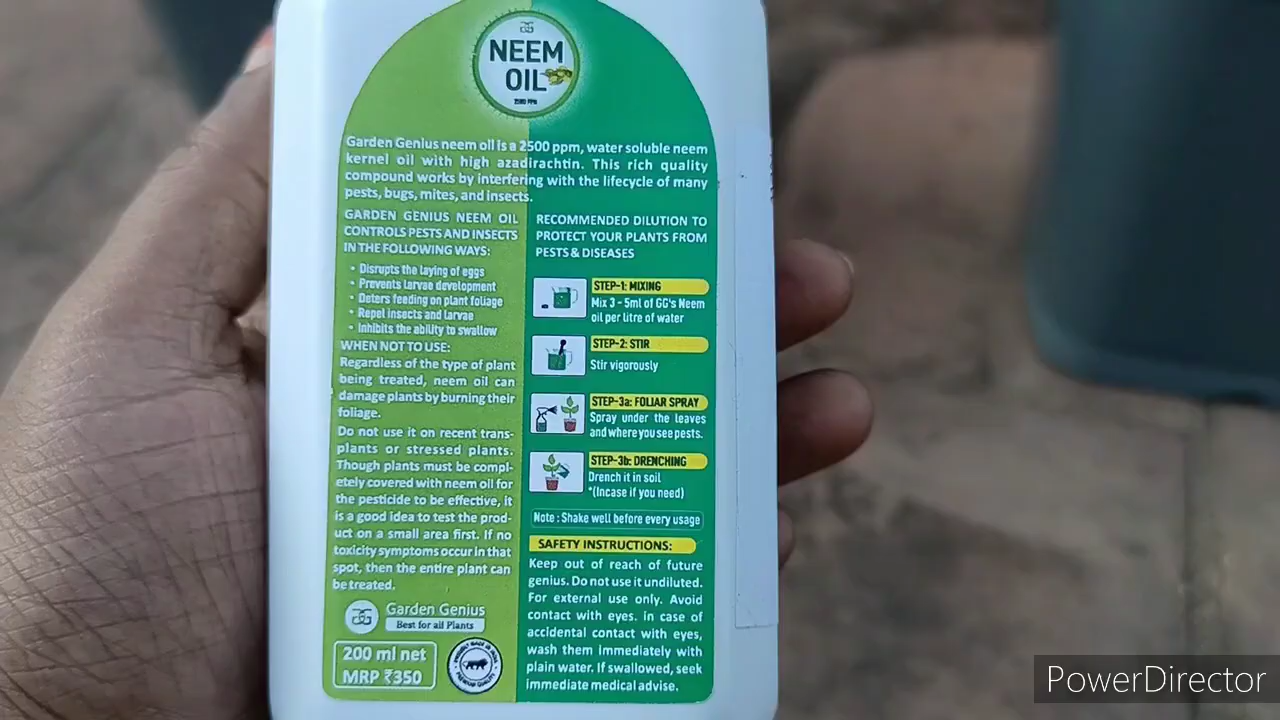 NEEM
OIL
Garden Genius neem oil is a 2500 ppm, water soluble neem
kernel oil with high azadirachtin. This rich quality
compound works by interfering with the lifecycle of many
pests, bugs, mites, and insects.
GARDEN GENIUS NEEM OIL
CONTROLS PESTS AND INSECTS
IN THE FOLLOWING WAYS:
• Disrupts the laying of eggs
• Prevents larvae development
• Deters feeding on plant foliage
• Repel insects and larvae
• Inhibits the ability to swallow
WHEN NOT TO USE:
Regardless of the type of plant
being treated, neem oil can
damage plants by burning their
foliage.
Do not use it on recent trans-
plants or stressed plants.
Though plants must be compl-
etely covered with neem oil for
the pesticide to be effective, it
is a good idea to test the prod-
uct on a small area first. If no
toxicity symptoms occur in that
spot, then the entire plant can
be treated.
Garden Genius
Best for all Plants
200 ml net
MRP ₹350
RECOMMENDED DILUTION TO
PROTECT YOUR PLANTS FROM
PESTS & DISEASES
STEP-1: MIXING
Mix 3 - 5ml of GG's Neem
oil per litre of water
STEP-2: STIR
Stir vigorously
STEP-3a: FOLIAR SPRAY
Spray under the leaves
and where you see pests.
STEP-3b: DRENCHING
Drench it in soil
*(Incase if you need)
Note : Shake well before every usage
SAFETY INSTRUCTIONS:
Keep out of reach of future
genius. Do not use it undiluted.
For external use only. Avoid
contact with eyes. in case of
accidental contact with eyes,
wash them immediately with
plain water. If swallowed, seek
immediate medical advise.
PowerDirector